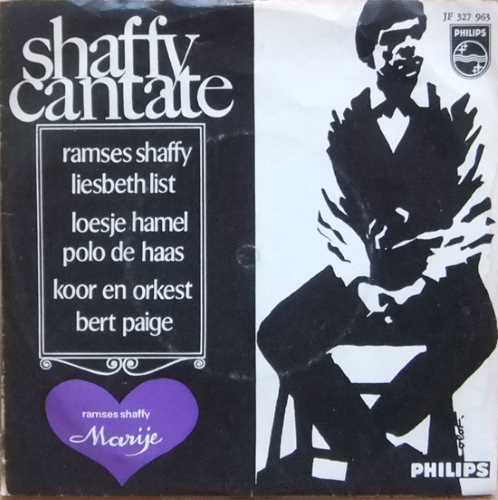 shaffy
cantate
JF 327 963
PHILIPS
ramses shaffy
liesbeth list
loesje hamel
polo de haas
koor en orkest
bert paige
ramses shaffy
Marije
PHILIPS